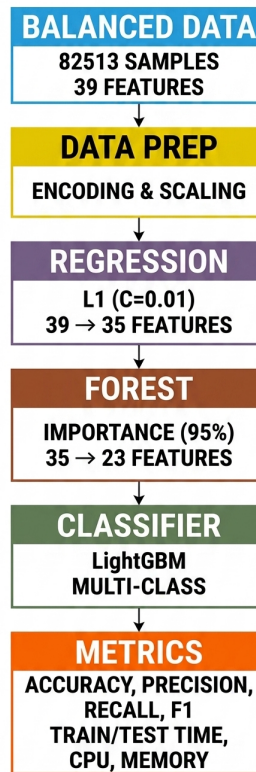 BALANCED DATA
82513 SAMPLES
39 FEATURES
DATA PREP
ENCODING & SCALING
REGRESSION
L1 (C=0.01)
39 → 35 FEATURES
FOREST
IMPORTANCE (95%)
35 → 23 FEATURES
CLASSIFIER
LightGBM
MULTI-CLASS
METRICS
ACCURACY, PRECISION,
RECALL, F1
TRAIN/TEST TIME,
CPU, MEMORY